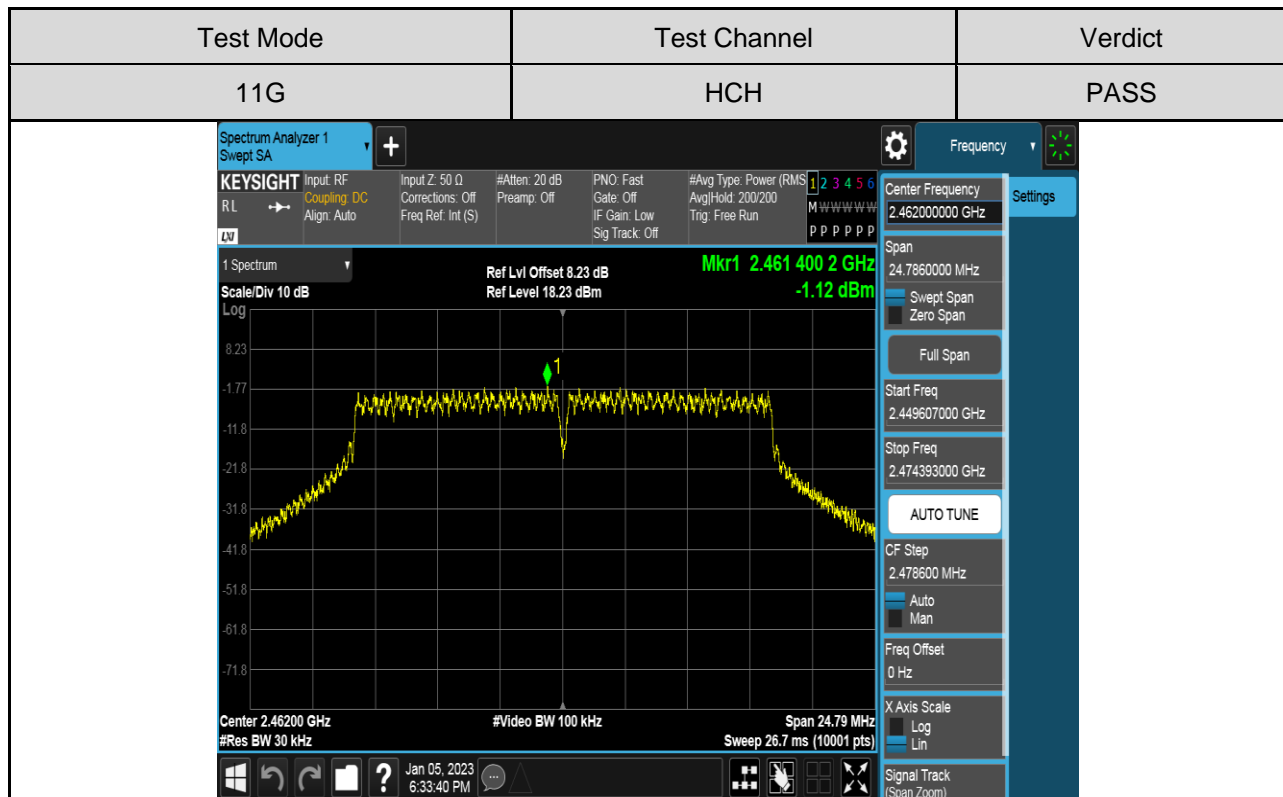 Test Mode Test Channel Verdict
11G HCH PASS
Spectrum Analyzer 1
Swept SA
+
Frequency
KEYSIGHT
R L
LXI
Input: RF
Coupling: DC
Align: Auto
Input Z: 50 Ω
Corrections: Off
Freq Ref: Int (S)
#Atten: 20 dB
Preamp: Off
PNO: Fast
Gate: Off
IF Gain: Low
Sig Track: Off
#Avg Type: Power (RMS
Avg|Hold: 200/200
Trig: Free Run
1 2 3 4 5 6
M W W W W W
P P P P P P
1 Spectrum
Scale/Div 10 dB
Log
Ref Lvl Offset 8.23 dB
Ref Level 18.23 dBm
Mkr1 2.461 400 2 GHz
-1.12 dBm
8.23
-1.77
-11.8
-21.8
-31.8
-41.8
-51.8
-61.8
-71.8
1
Center 2.46200 GHz
#Res BW 30 kHz
#Video BW 100 kHz
Span 24.79 MHz
Sweep 26.7 ms (10001 pts)
?
Jan 05, 2023
6:33:40 PM
Center Frequency
2.462000000 GHz
Span
24.7860000 MHz
Swept Span
Zero Span
Full Span
Start Freq
2.449607000 GHz
Stop Freq
2.474393000 GHz
AUTO TUNE
CF Step
2.478600 MHz
Auto
Man
Freq Offset
0 Hz
X Axis Scale
Log
Lin
Signal Track
(Span Zoom)
Settings